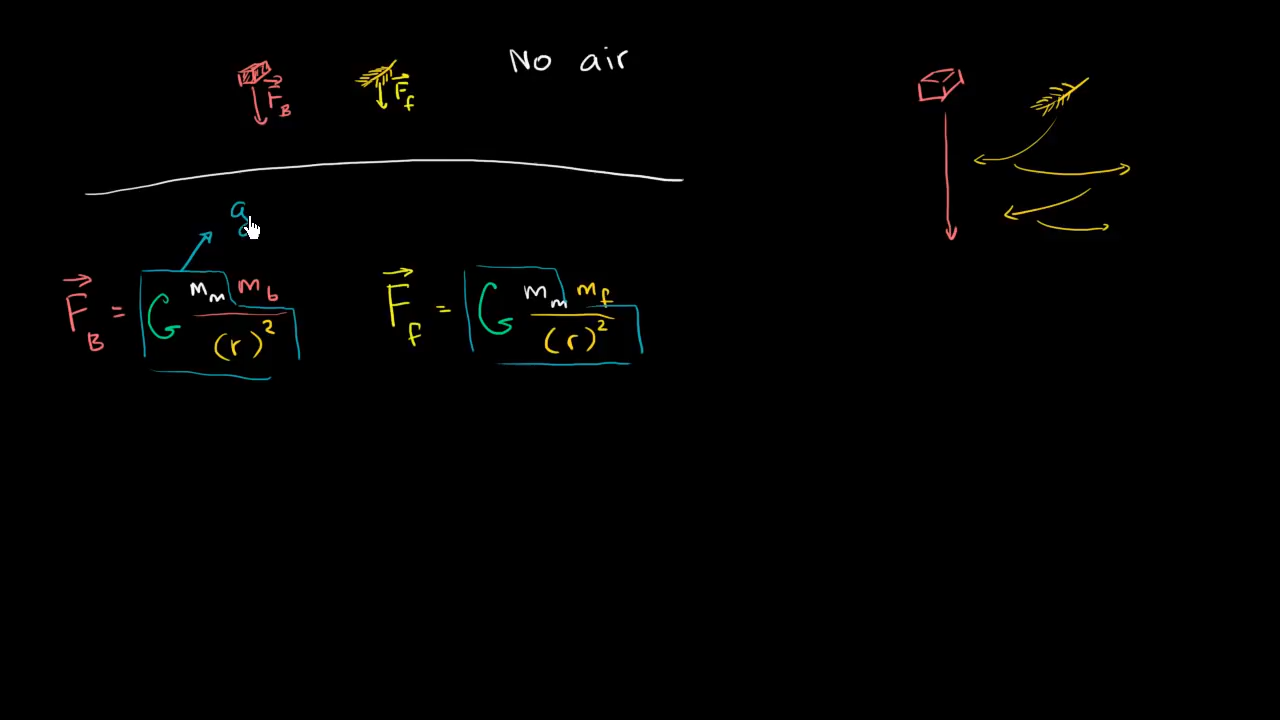 No air
F_B F_f
a
F_B = G m_m m_b / (r)^2 F_f = G m_m m_f / (r)^2